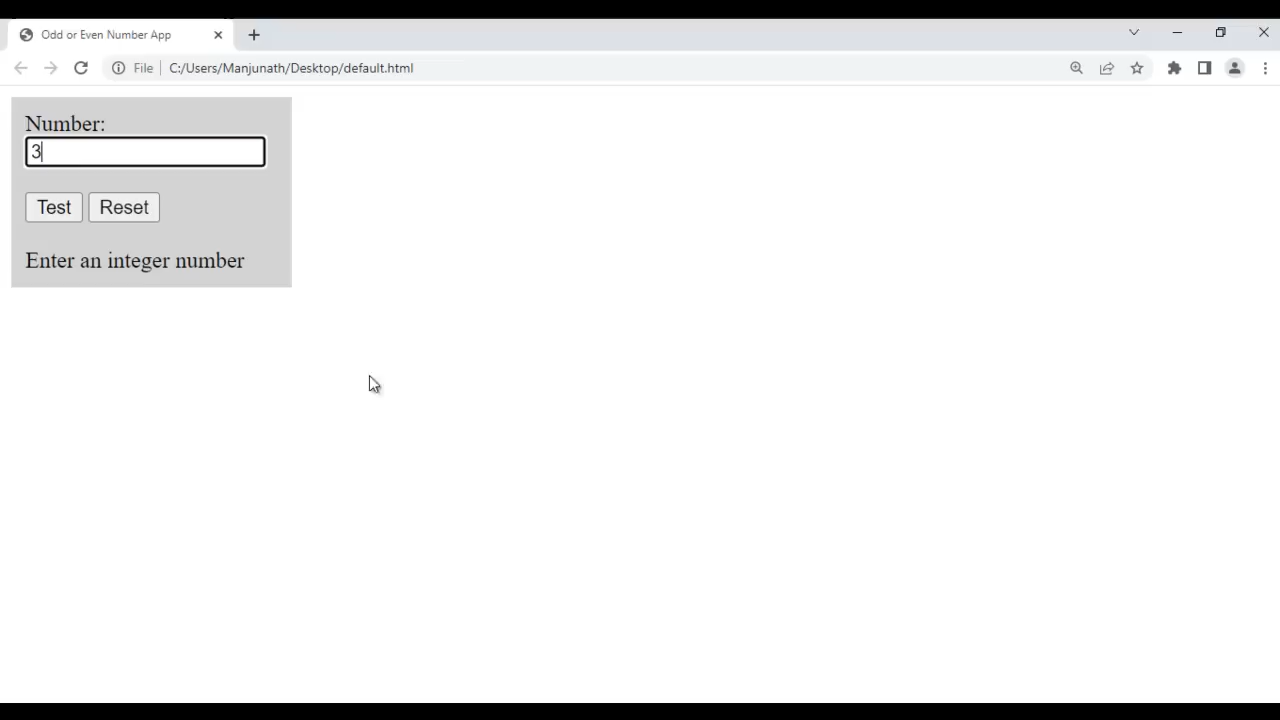 Odd or Even Number App
File
C:/Users/Manjunath/Desktop/default.html
Number:
3
Test Reset
Enter an integer number